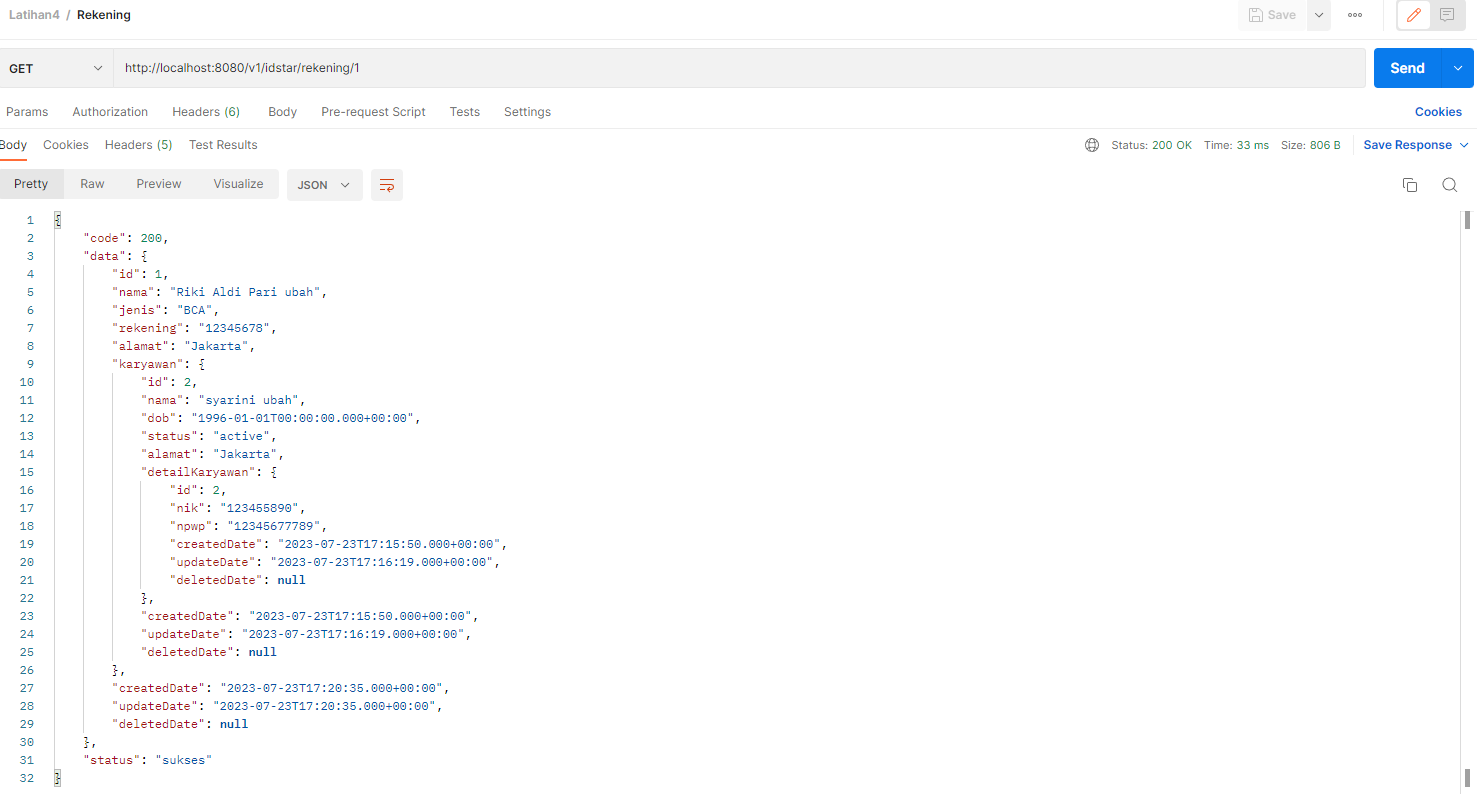 Latihan4 / Rekening
Save
GET
http://localhost:8080/v1/idstar/rekening/1
Send
Params Authorization Headers (6) Body Pre-request Script Tests Settings
Cookies
Body Cookies Headers (5) Test Results
Status: 200 OK Time: 33 ms Size: 806 B Save Response
Pretty Raw Preview Visualize JSON
1 {
2 "code": 200,
3 "data": {
4 "id": 1,
5 "nama": "Riki Aldi Pari ubah",
6 "jenis": "BCA",
7 "rekening": "12345678",
8 "alamat": "Jakarta",
9 "karyawan": {
10 "id": 2,
11 "nama": "syarini ubah",
12 "dob": "1996-01-01T00:00:00.000+00:00",
13 "status": "active",
14 "alamat": "Jakarta",
15 "detailKaryawan": {
16 "id": 2,
17 "nik": "123455890",
18 "npwp": "12345677789",
19 "createdDate": "2023-07-23T17:15:50.000+00:00",
20 "updateDate": "2023-07-23T17:16:19.000+00:00",
21 "deletedDate": null
22 },
23 "createdDate": "2023-07-23T17:15:50.000+00:00",
24 "updateDate": "2023-07-23T17:16:19.000+00:00",
25 "deletedDate": null
26 },
27 "createdDate": "2023-07-23T17:20:35.000+00:00",
28 "updateDate": "2023-07-23T17:20:35.000+00:00",
29 "deletedDate": null
30 },
31 "status": "sukses"
32 }